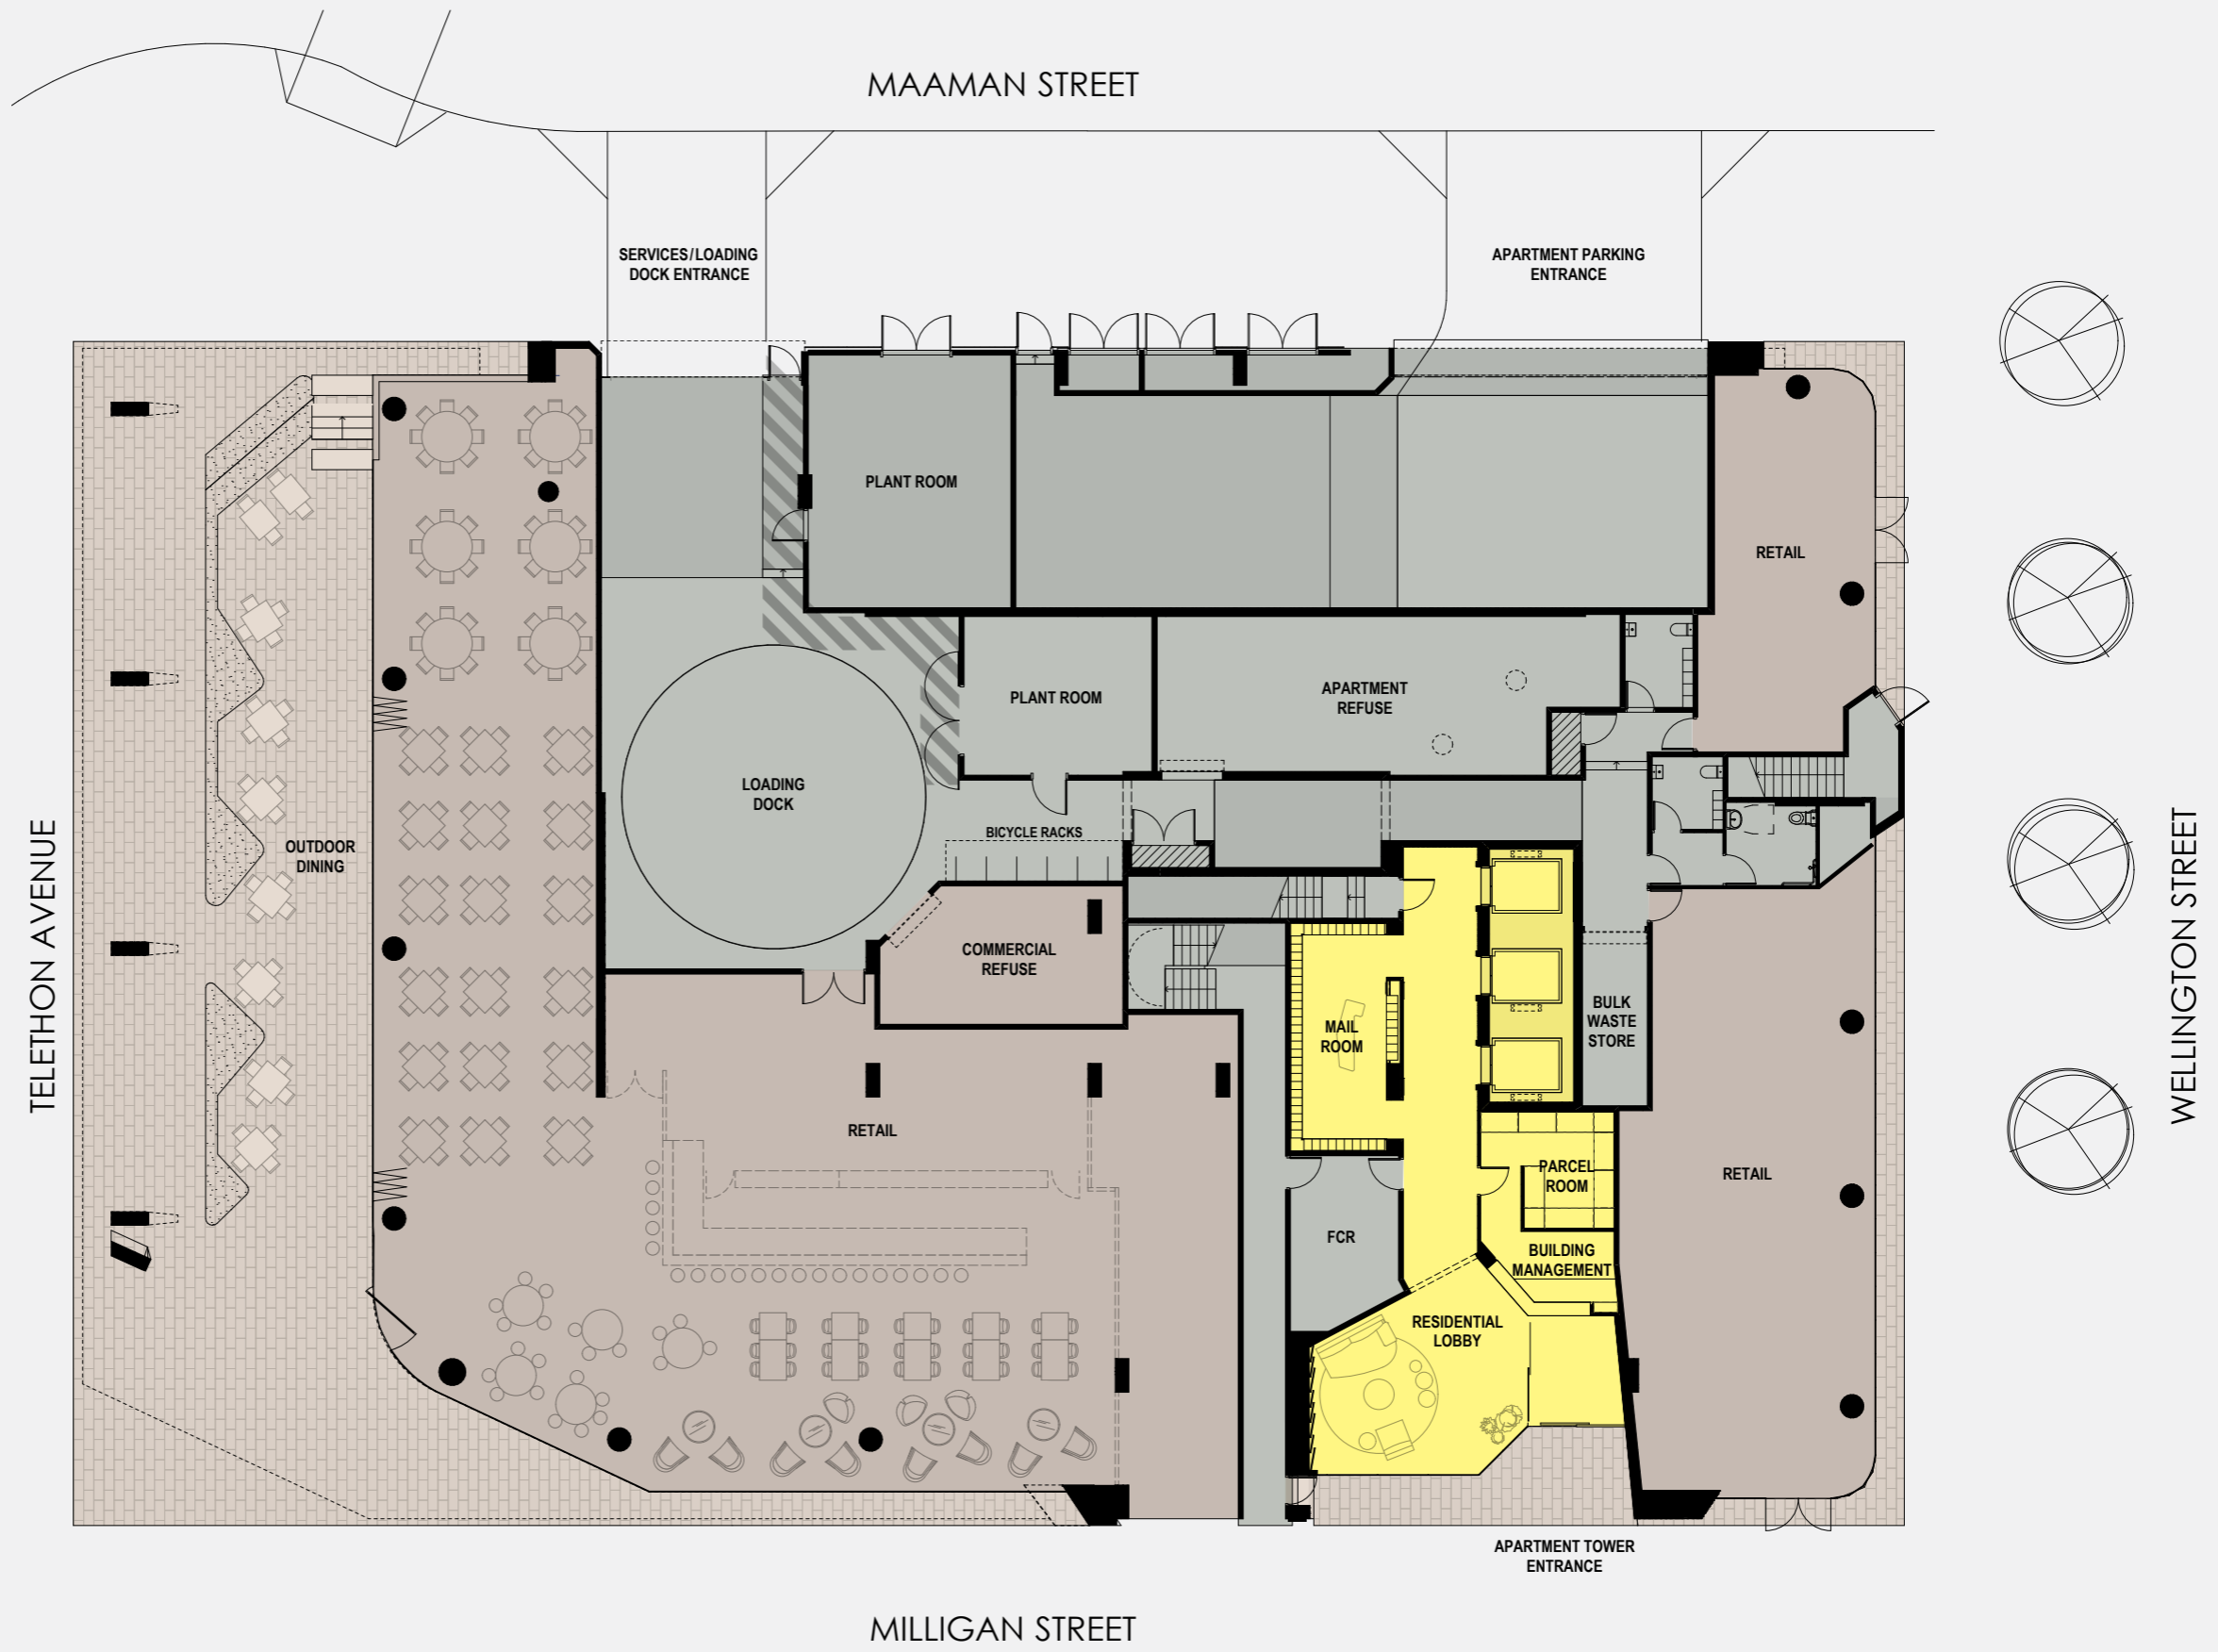 MAAMAN STREET
SERVICES/LOADING
DOCK ENTRANCE
APARTMENT PARKING
ENTRANCE
PLANT ROOM
RETAIL
PLANT ROOM
APARTMENT
REFUSE
LOADING
DOCK
BICYCLE RACKS
OUTDOOR
DINING
TELETHON AVENUE
WELLINGTON STREET
COMMERCIAL
REFUSE
MAIL
ROOM
BULK
WASTE
STORE
RETAIL
PARCEL
ROOM
RETAIL
FCR
BUILDING
MANAGEMENT
RESIDENTIAL
LOBBY
APARTMENT TOWER
ENTRANCE
MILLIGAN STREET